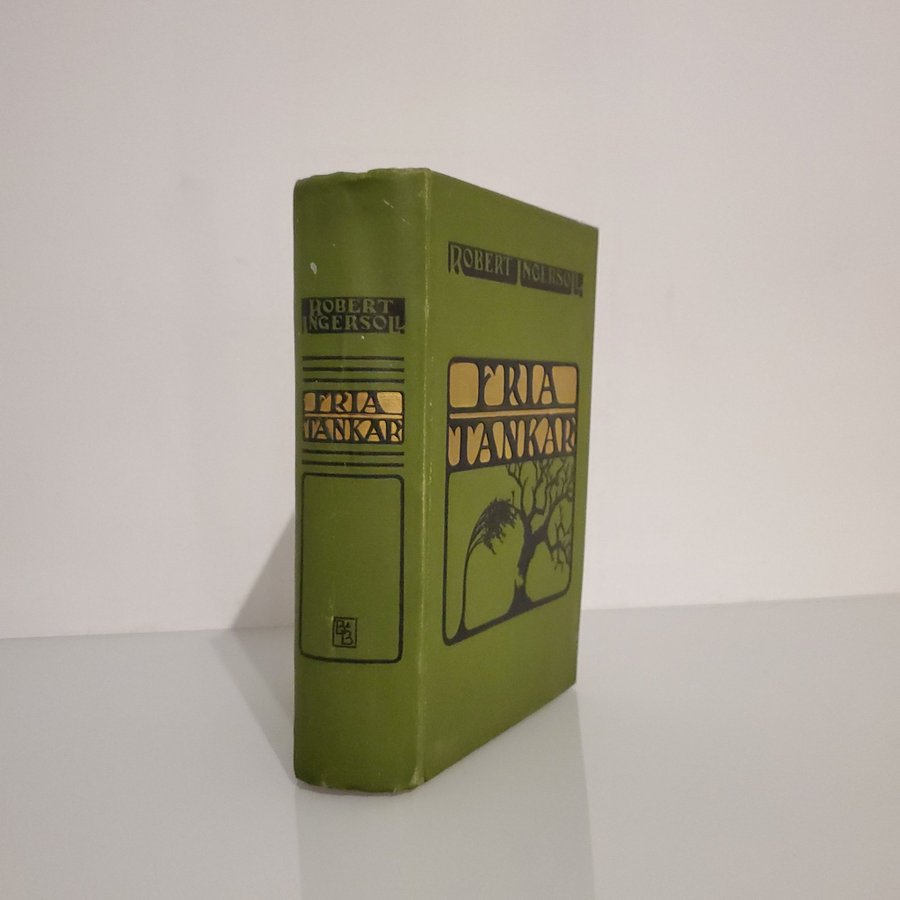 ROBERT
INGERSOLL
FRIA
TANKAR
B&B
ROBERT INGERSOLL
FRIA
TANKAR